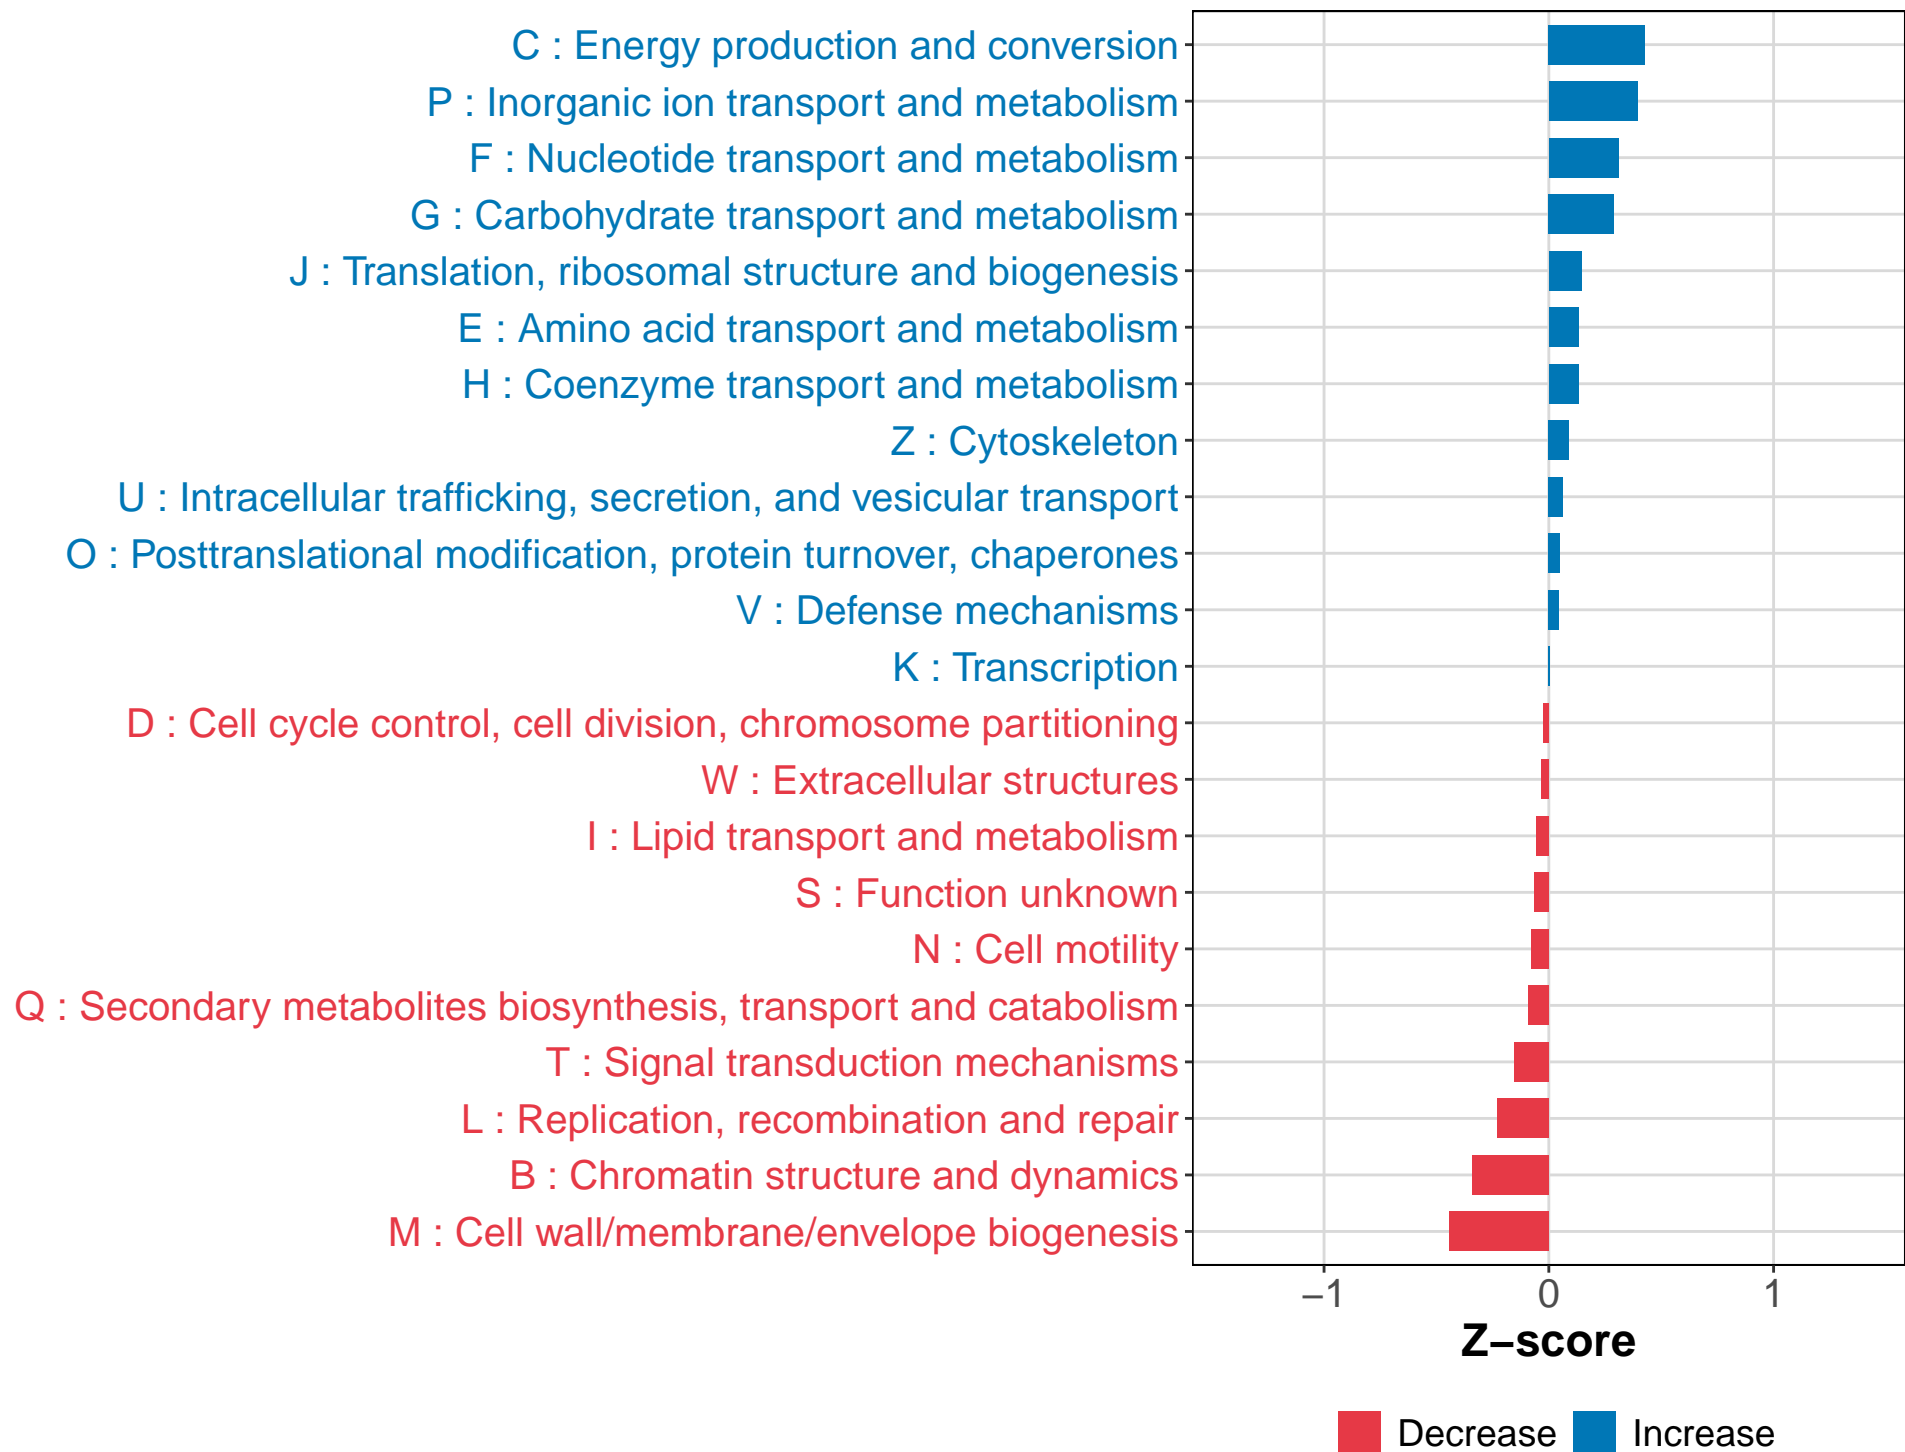 C : Energy production and conversion
P : Inorganic ion transport and metabolism
F : Nucleotide transport and metabolism
G : Carbohydrate transport and metabolism
J : Translation, ribosomal structure and biogenesis
E : Amino acid transport and metabolism
H : Coenzyme transport and metabolism
Z : Cytoskeleton
U : Intracellular trafficking, secretion, and vesicular transport
O : Posttranslational modification, protein turnover, chaperones
V : Defense mechanisms
K : Transcription
D : Cell cycle control, cell division, chromosome partitioning
W : Extracellular structures
I : Lipid transport and metabolism
S : Function unknown
N : Cell motility
Q : Secondary metabolites biosynthesis, transport and catabolism
T : Signal transduction mechanisms
L : Replication, recombination and repair
B : Chromatin structure and dynamics
M : Cell wall/membrane/envelope biogenesis
−1 0 1
Z−score
Decrease Increase